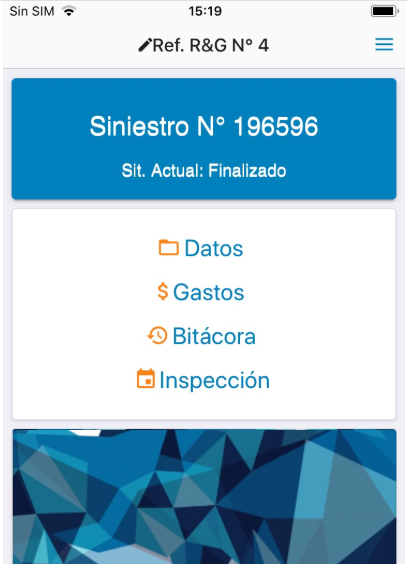 Sin SIM 15:19
Ref. R&G N° 4
Siniestro N° 196596
Sit. Actual: Finalizado
Datos
Gastos
Bitácora
Inspección